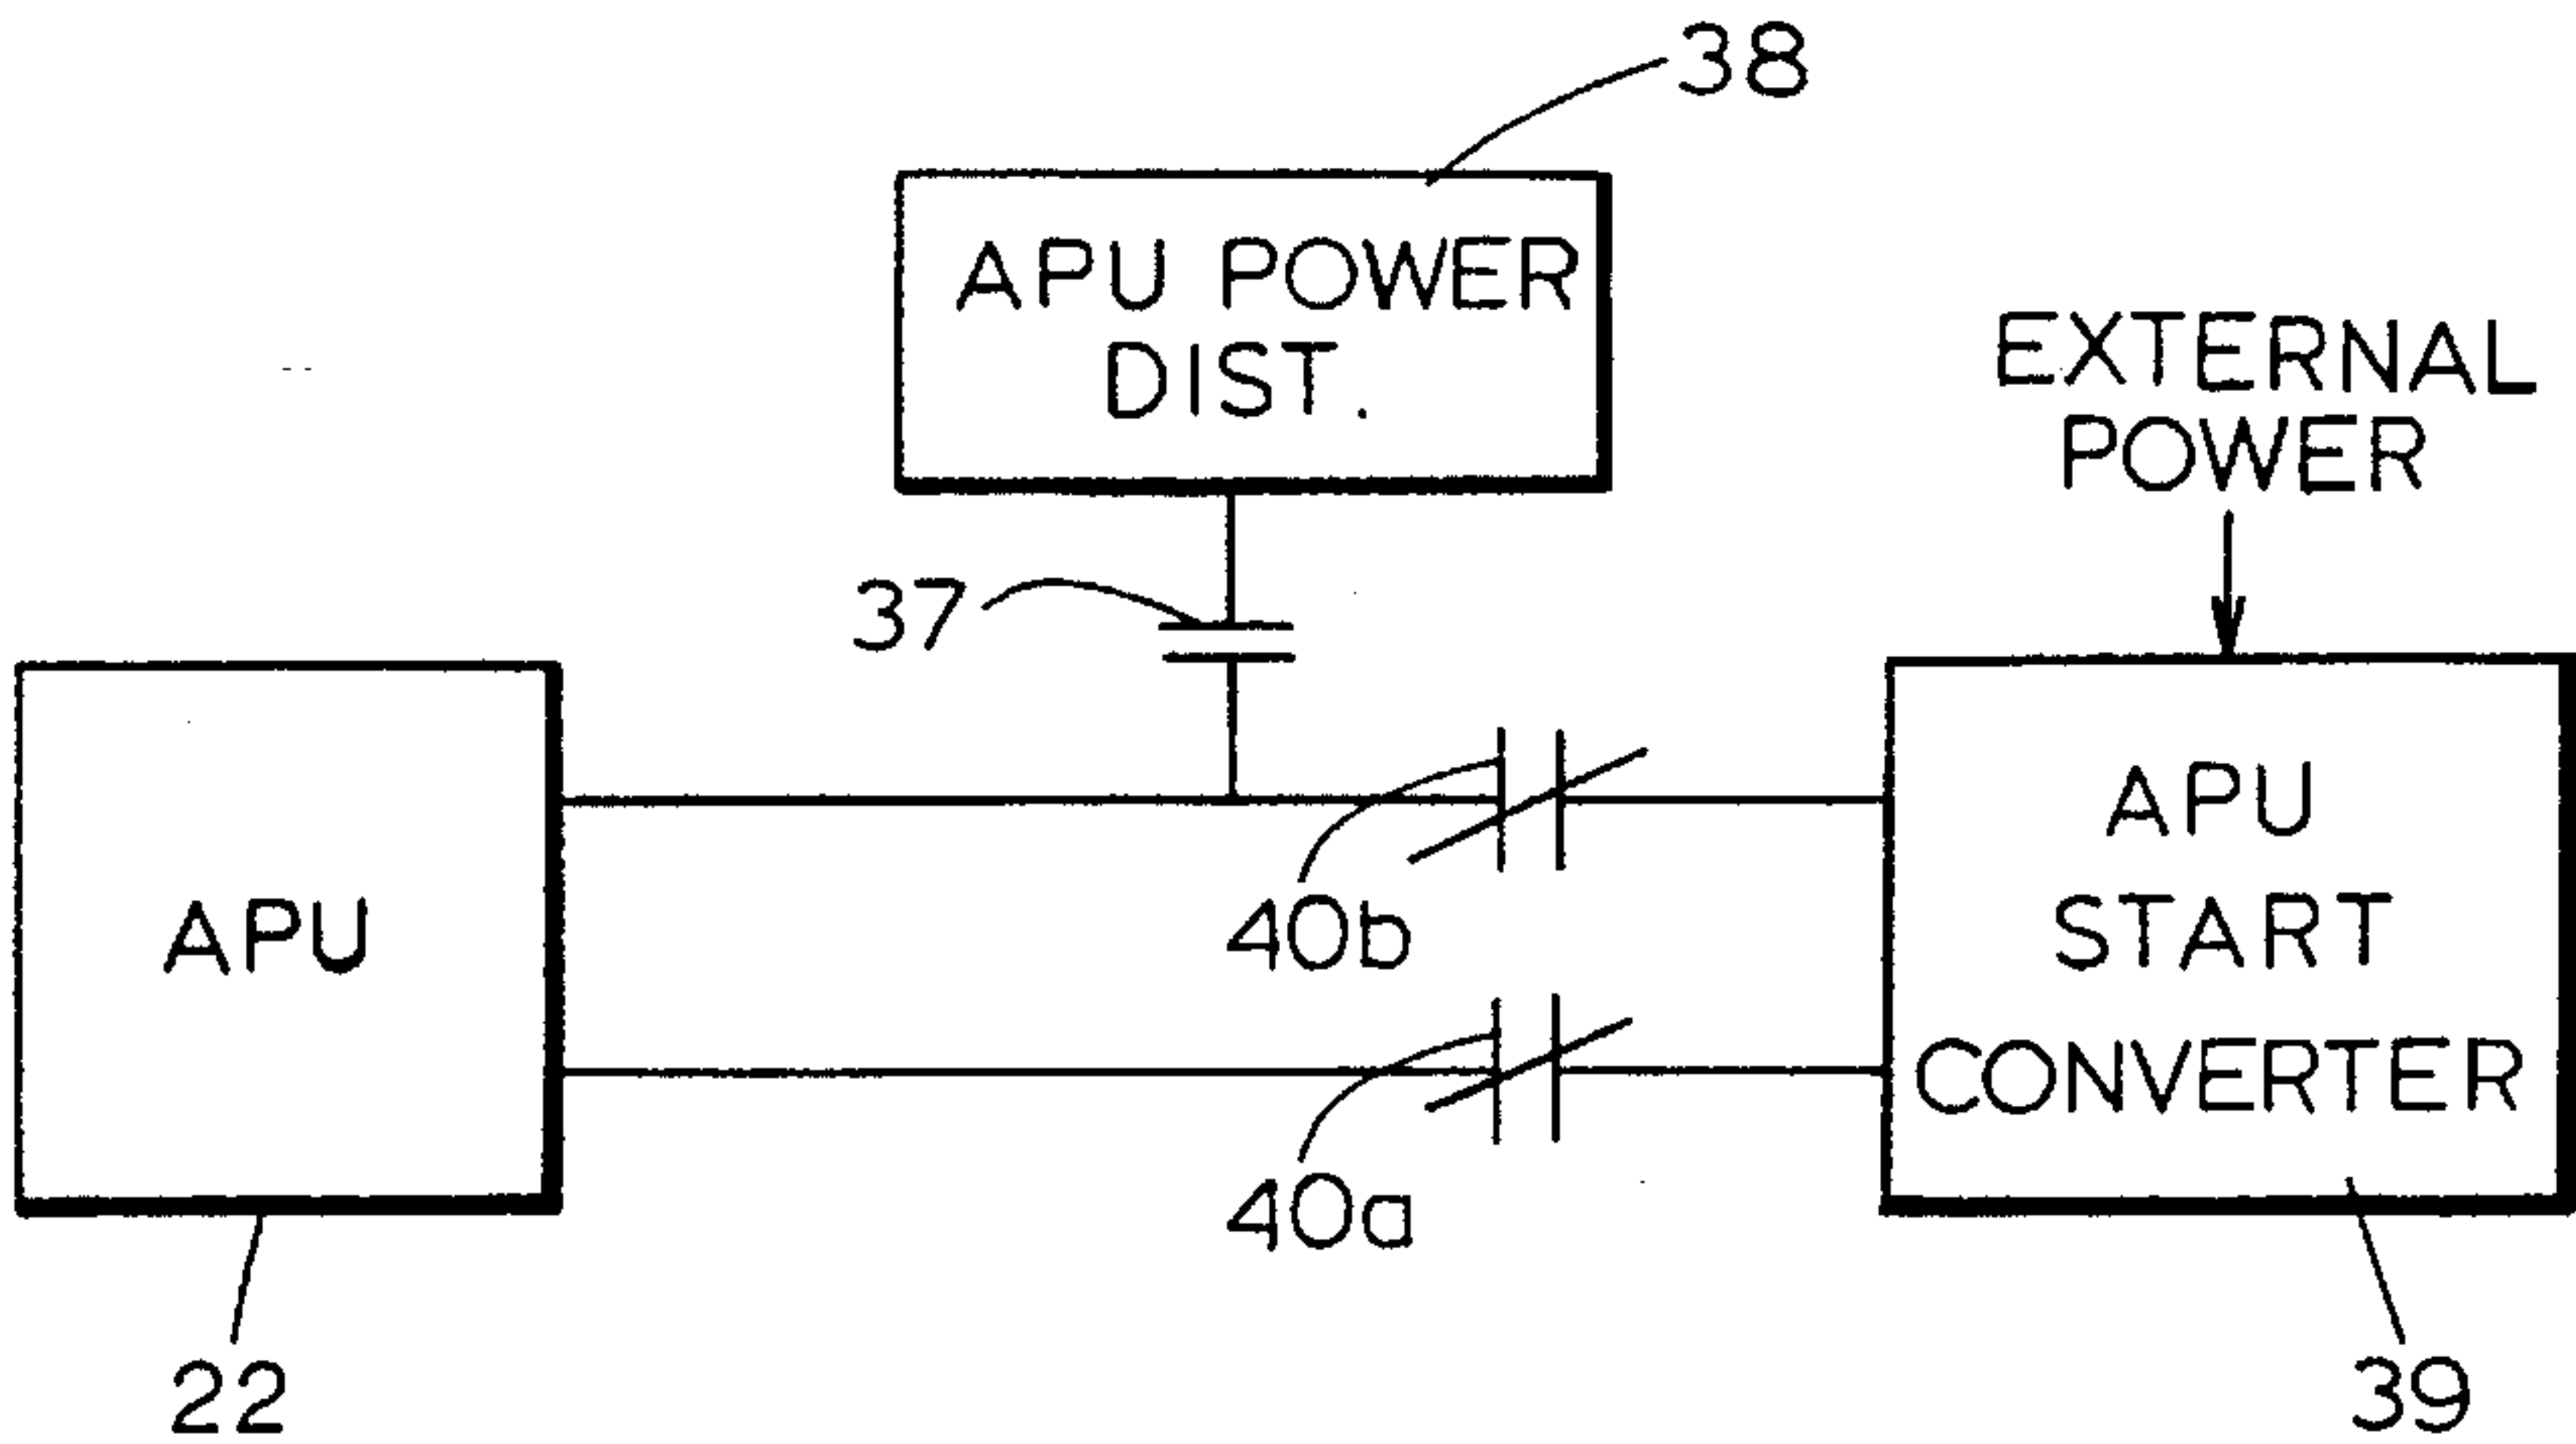 38
APU POWER
DIST.
EXTERNAL
POWER
37
APU
40b
APU
START
CONVERTER
40a
22
39